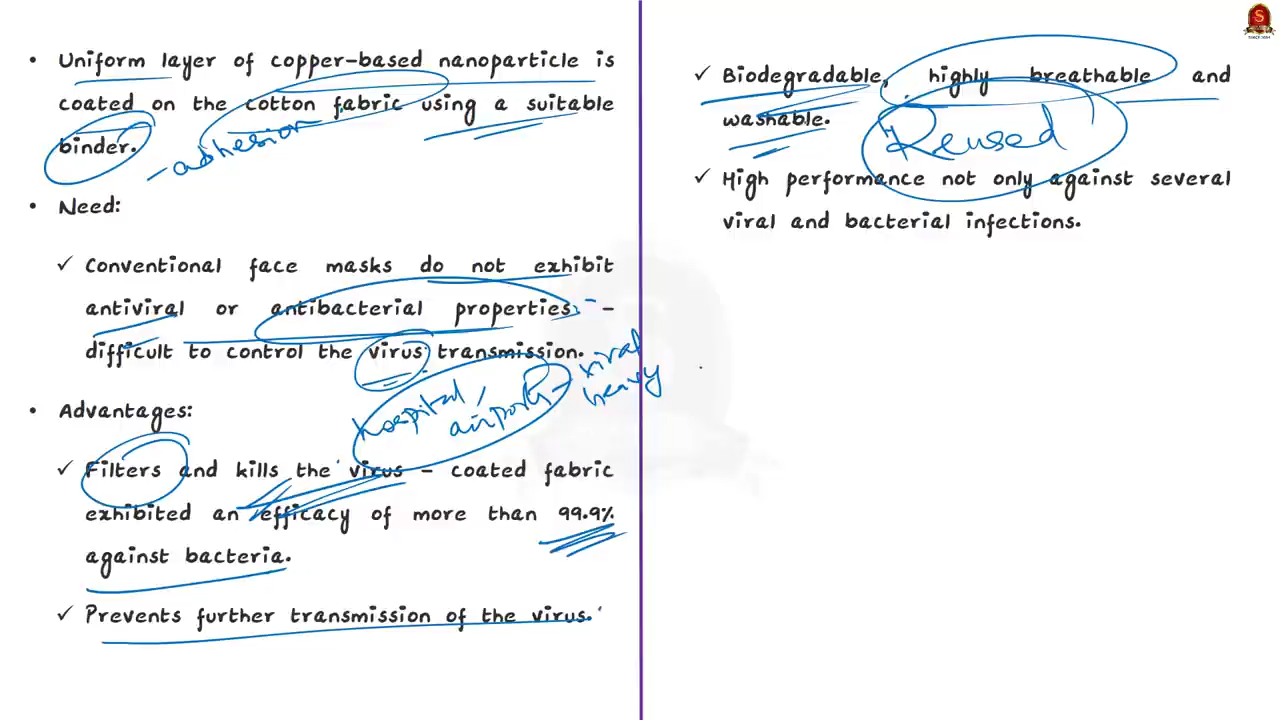 • Uniform layer of copper-based nanoparticle is
coated on the cotton fabric using a suitable
binder.
- adhesion
• Need:
✓ Conventional face masks do not exhibit
antiviral or antibacterial properties -
difficult to control the virus transmission.
viral
heavy
hospital,
airports -
• Advantages:
✓ Filters and kills the virus - coated fabric
exhibited an efficacy of more than 99.9%
against bacteria.
✓ Prevents further transmission of the virus.
✓ Biodegradable, highly breathable and
washable.
Reused
✓ High performance not only against several
viral and bacterial infections.
S
SINCE 2004